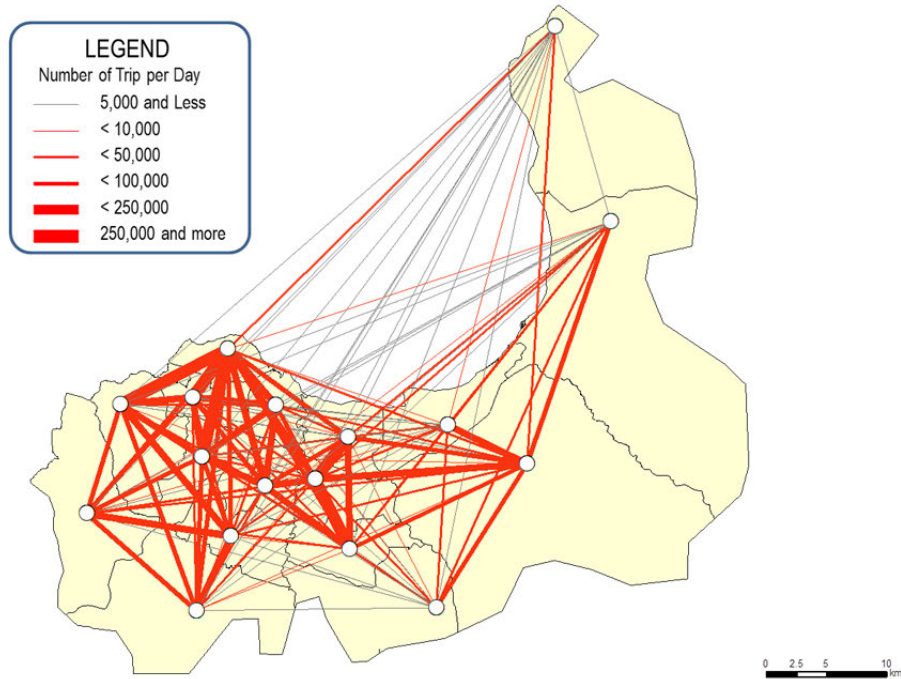 LEGEND
Number of Trip per Day
5,000 and Less
< 10,000
< 50,000
< 100,000
< 250,000
250,000 and more
0 2.5 5 10
km